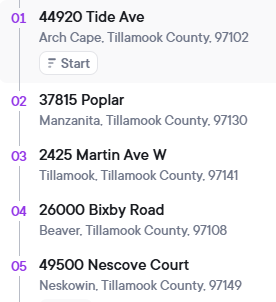 01 44920 Tide Ave
Arch Cape, Tillamook County, 97102
Start
02 37815 Poplar
Manzanita, Tillamook County, 97130
03 2425 Martin Ave W
Tillamook, Tillamook County, 97141
04 26000 Bixby Road
Beaver, Tillamook County, 97108
05 49500 Nescove Court
Neskowin, Tillamook County, 97149